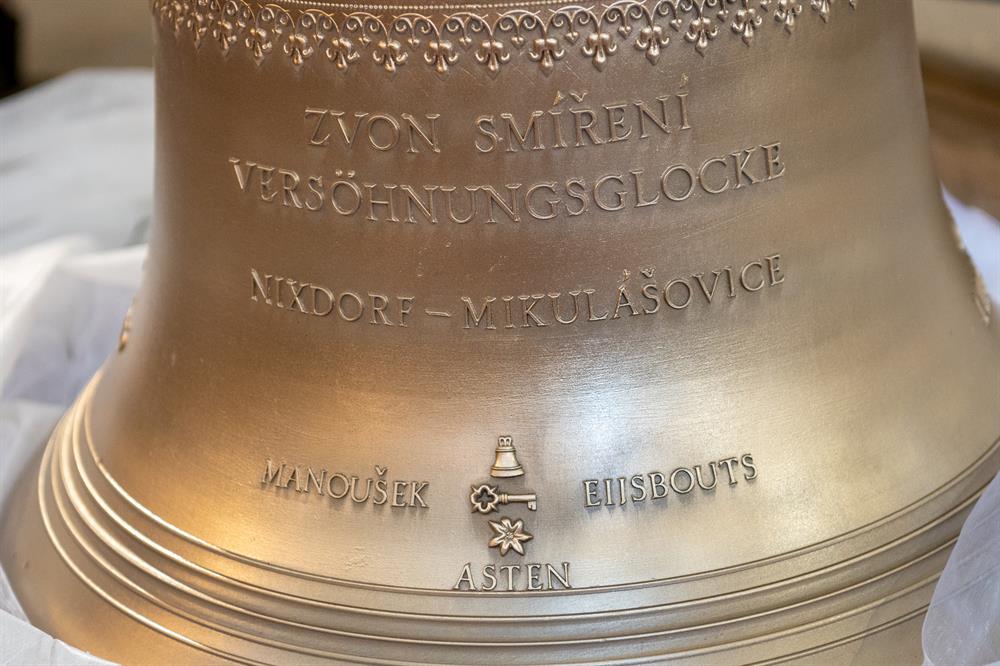 ZVON SMÍŘENÍ
VERSÖHNUNGSGLOCKE
NIXDORF – MIKULÁŠOVICE
MANOUŠEK EIJSBOUTS
ASTEN